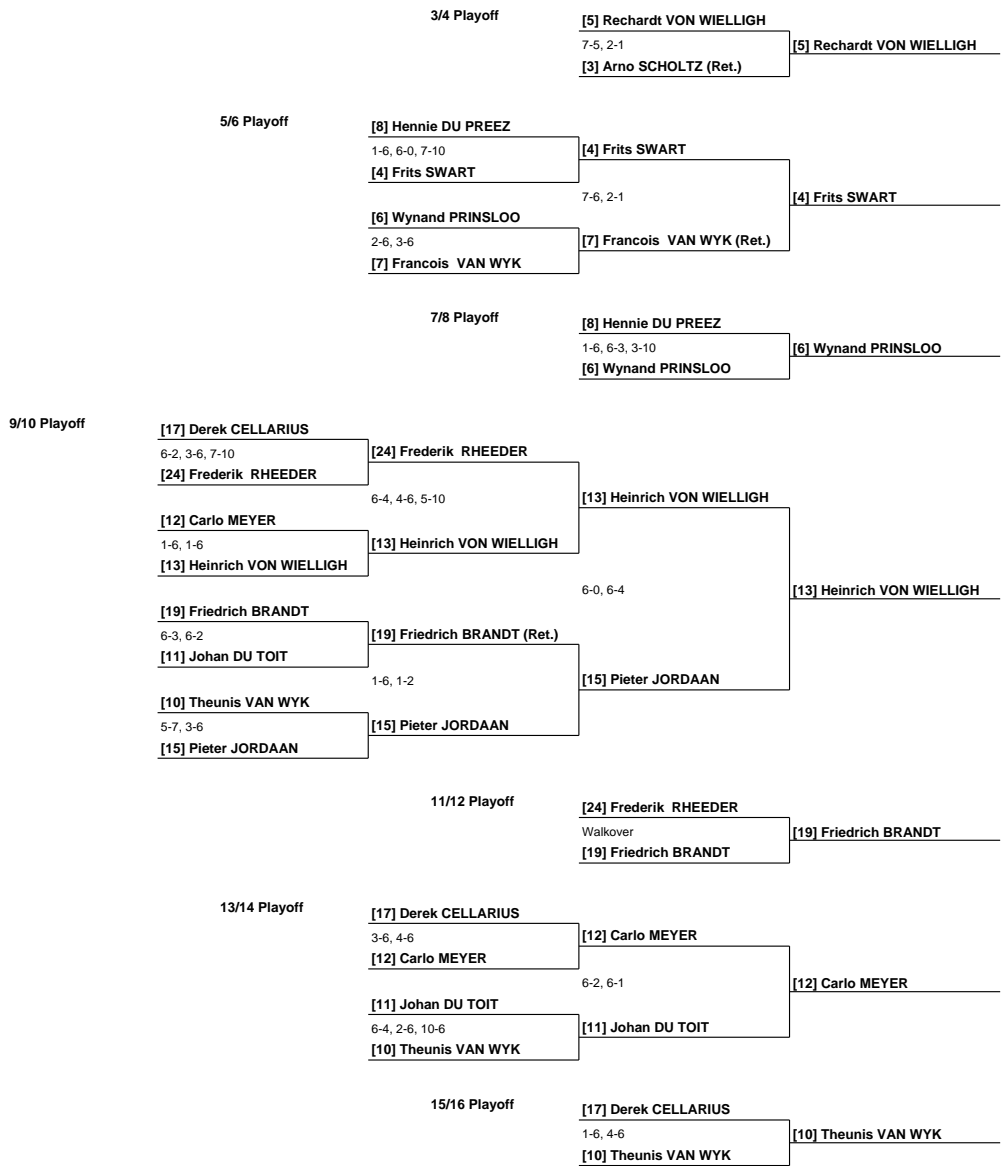 3/4 Playoff
[5] Rechardt VON WIELLIGH
7-5, 2-1
[5] Rechardt VON WIELLIGH
[3] Arno SCHOLTZ (Ret.)
5/6 Playoff
[8] Hennie DU PREEZ
1-6, 6-0, 7-10
[4] Frits SWART
[4] Frits SWART
7-6, 2-1
[4] Frits SWART
[6] Wynand PRINSLOO
2-6, 3-6
[7] Francois  VAN WYK (Ret.)
[7] Francois  VAN WYK
7/8 Playoff
[8] Hennie DU PREEZ
1-6, 6-3, 3-10
[6] Wynand PRINSLOO
[6] Wynand PRINSLOO
9/10 Playoff
[17] Derek CELLARIUS
6-2, 3-6, 7-10
[24] Frederik  RHEEDER
[24] Frederik  RHEEDER
6-4, 4-6, 5-10
[13] Heinrich VON WIELLIGH
[12] Carlo MEYER
1-6, 1-6
[13] Heinrich VON WIELLIGH
[13] Heinrich VON WIELLIGH
6-0, 6-4
[13] Heinrich VON WIELLIGH
[19] Friedrich BRANDT
6-3, 6-2
[19] Friedrich BRANDT (Ret.)
[11] Johan DU TOIT
1-6, 1-2
[15] Pieter JORDAAN
[10] Theunis VAN WYK
5-7, 3-6
[15] Pieter JORDAAN
[15] Pieter JORDAAN
11/12 Playoff
[24] Frederik  RHEEDER
Walkover
[19] Friedrich BRANDT
[19] Friedrich BRANDT
13/14 Playoff
[17] Derek CELLARIUS
3-6, 4-6
[12] Carlo MEYER
[12] Carlo MEYER
6-2, 6-1
[12] Carlo MEYER
[11] Johan DU TOIT
6-4, 2-6, 10-6
[11] Johan DU TOIT
[10] Theunis VAN WYK
15/16 Playoff
[17] Derek CELLARIUS
1-6, 4-6
[10] Theunis VAN WYK
[10] Theunis VAN WYK